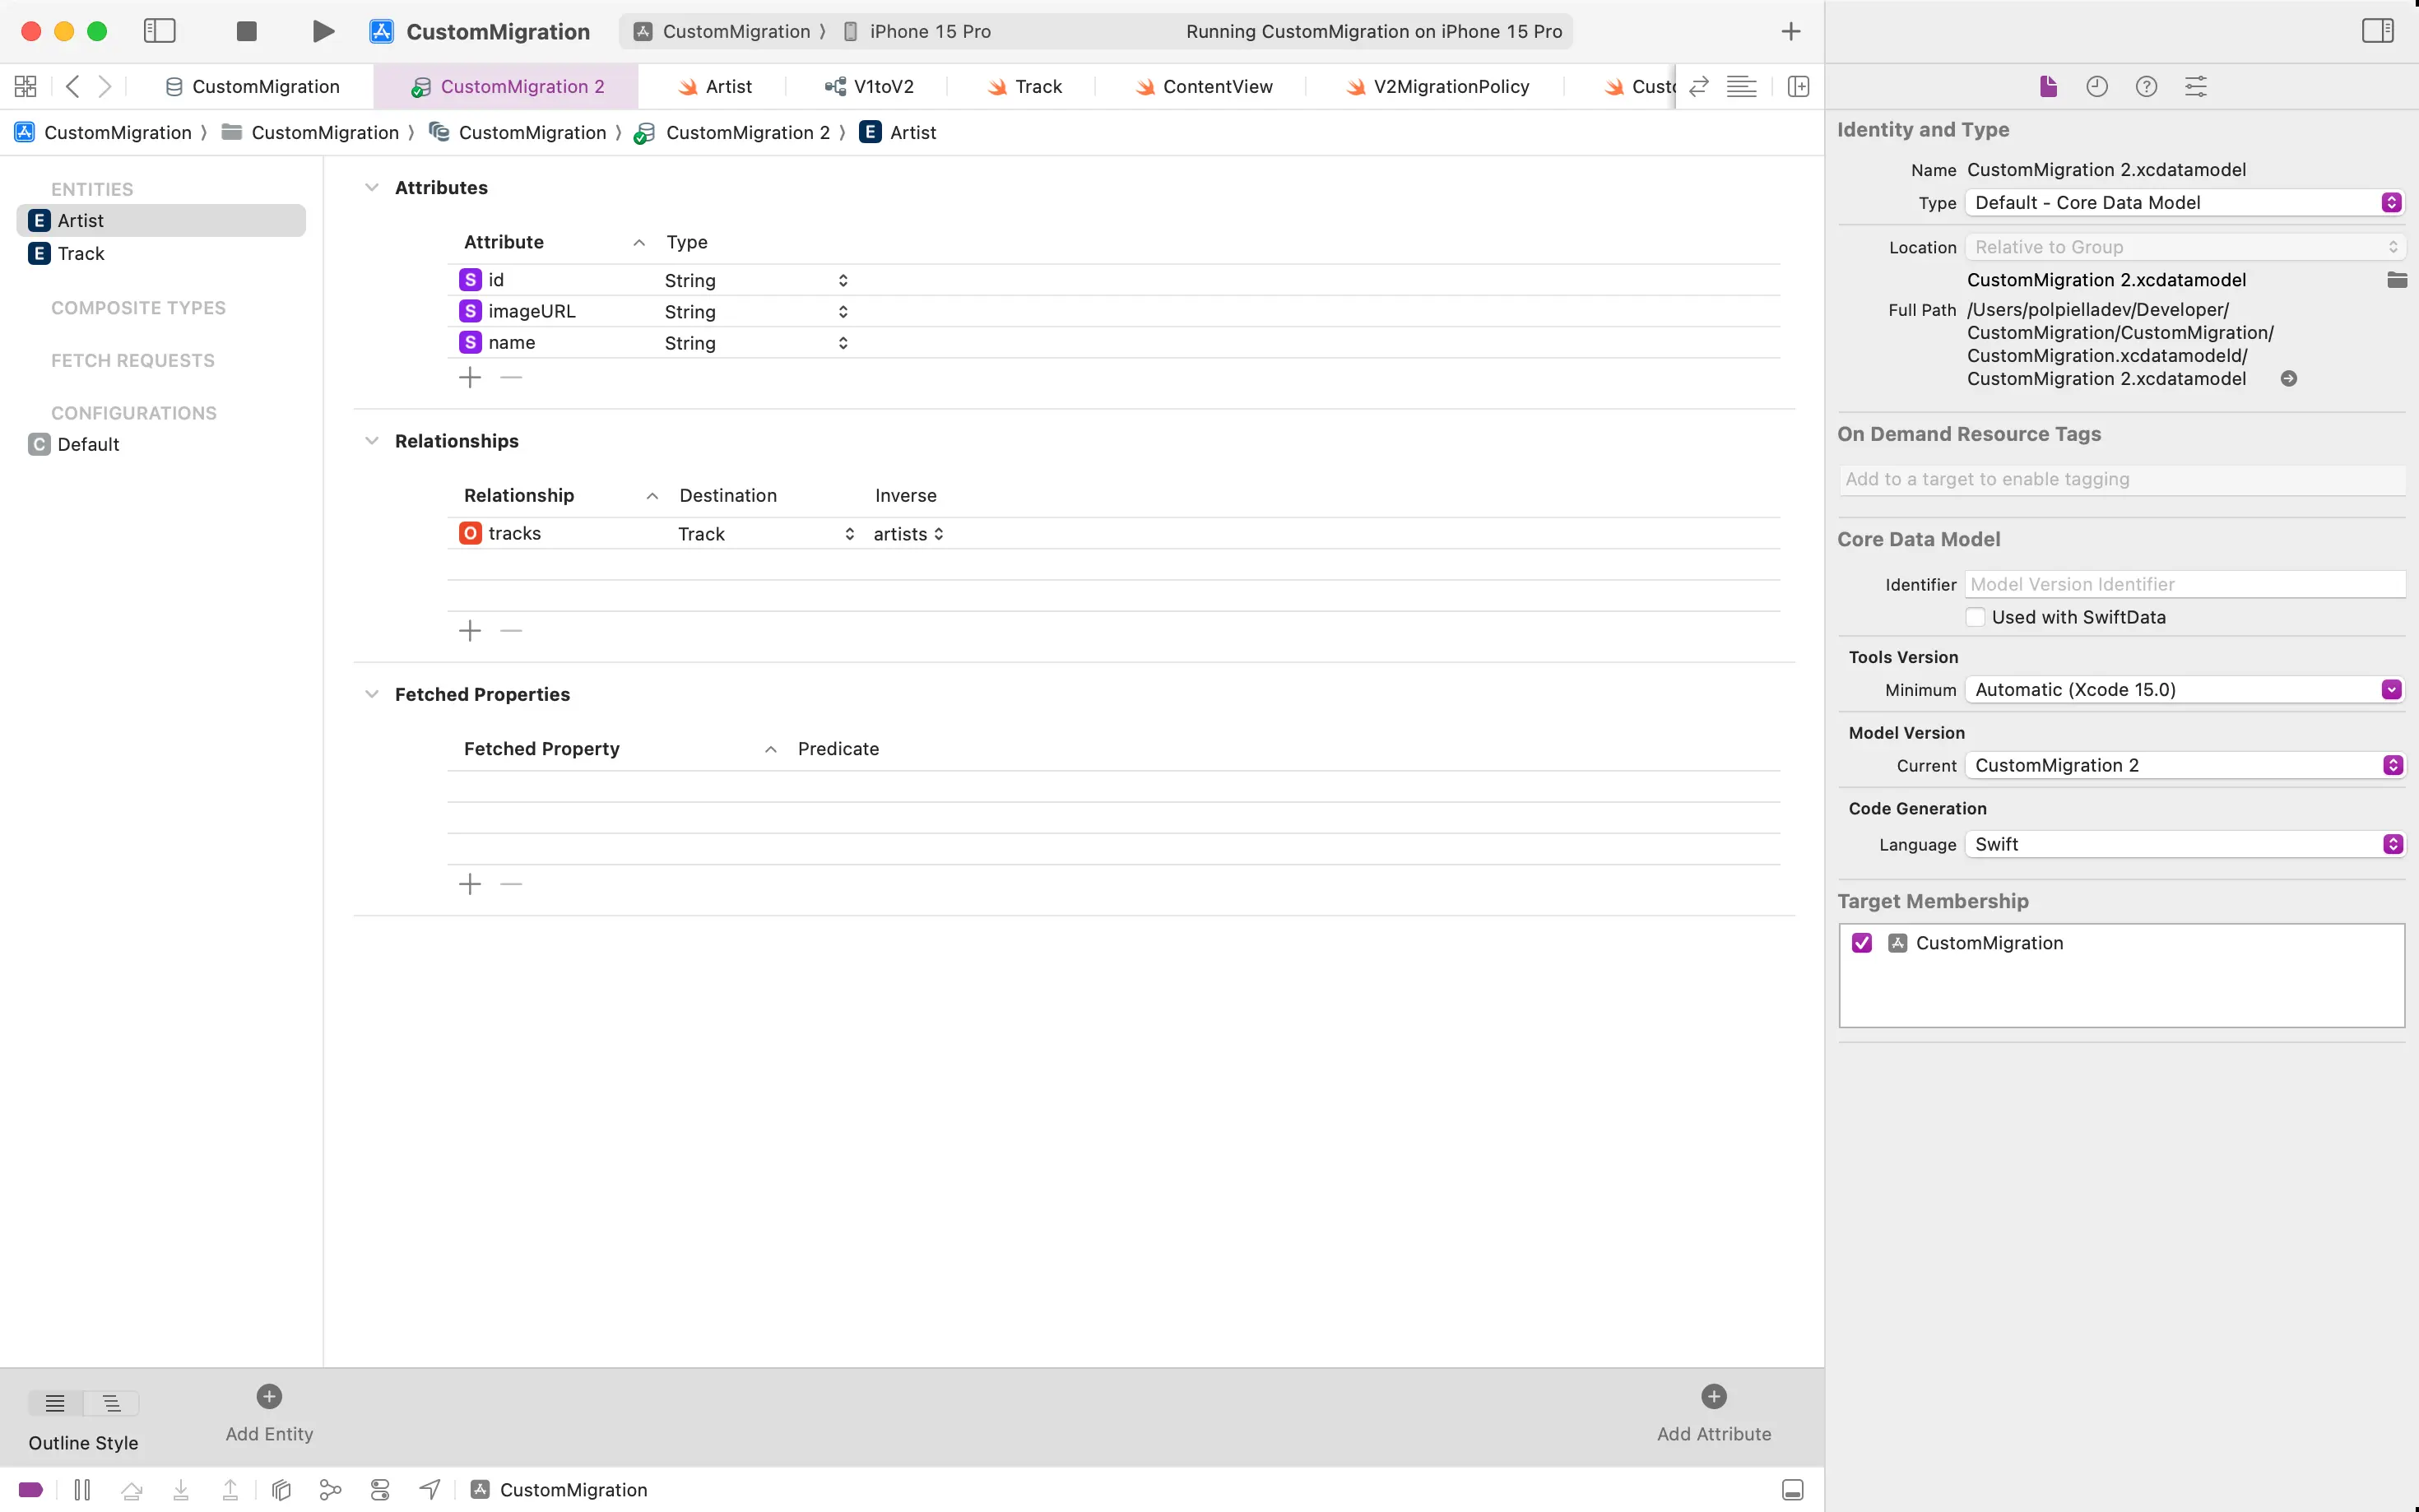 CustomMigration
CustomMigration 〉 iPhone 15 Pro
Running CustomMigration on iPhone 15 Pro
CustomMigration
CustomMigration 2
Artist
V1toV2
Track
ContentView
V2MigrationPolicy
Custo
CustomMigration 〉 CustomMigration 〉 CustomMigration 〉 CustomMigration 2 〉 E Artist
ENTITIES
E Artist
E Track
COMPOSITE TYPES
FETCH REQUESTS
CONFIGURATIONS
C Default
Attributes
Attribute Type
S id String
S imageURL String
S name String
Relationships
Relationship Destination Inverse
O tracks Track artists
Fetched Properties
Fetched Property Predicate
Outline Style
Add Entity
Add Attribute
CustomMigration
Identity and Type
Name CustomMigration 2.xcdatamodel
Type Default - Core Data Model
Location Relative to Group
CustomMigration 2.xcdatamodel
Full Path /Users/polpielladev/Developer/
CustomMigration/CustomMigration/
CustomMigration.xcdatamodeld/
CustomMigration 2.xcdatamodel
On Demand Resource Tags
Add to a target to enable tagging
Core Data Model
Identifier Model Version Identifier
Used with SwiftData
Tools Version
Minimum Automatic (Xcode 15.0)
Model Version
Current CustomMigration 2
Code Generation
Language Swift
Target Membership
CustomMigration